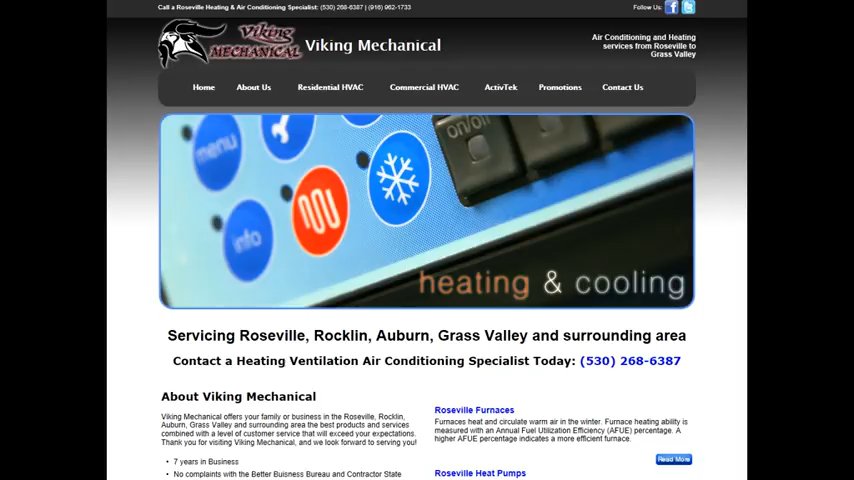 Call a Roseville Heating & Air Conditioning Specialist: (530) 268-6387 | (916) 962-1733
Follow Us:
Viking
MECHANICAL
Viking Mechanical
Air Conditioning and Heating
services from Roseville to
Grass Valley
Home About Us Residential HVAC Commercial HVAC ActivTek Promotions Contact Us
menu
on/off
info
heating & cooling
Servicing Roseville, Rocklin, Auburn, Grass Valley and surrounding area
Contact a Heating Ventilation Air Conditioning Specialist Today: (530) 268-6387
About Viking Mechanical
Viking Mechanical offers your family or business in the Roseville, Rocklin,
Auburn, Grass Valley and surrounding area the best products and services
combined with a level of customer service that will exceed your expectations.
Thank you for visiting Viking Mechanical, and we look forward to serving you!
• 7 years in Business
• No complaints with the Better Buisness Bureau and Contractor State
Roseville Furnaces
Furnaces heat and circulate warm air in the winter. Furnace heating ability is
measured with an Annual Fuel Utilization Efficiency (AFUE) percentage. A
higher AFUE percentage indicates a more efficient furnace.
Read More
Roseville Heat Pumps